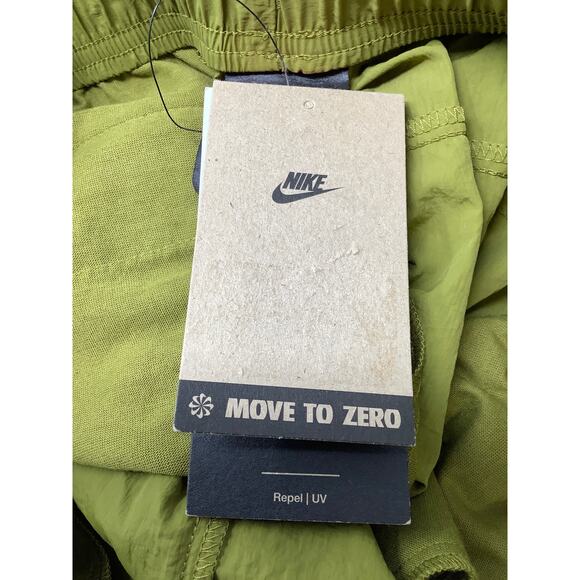 NIKE
MOVE TO ZERO
Repel | UV